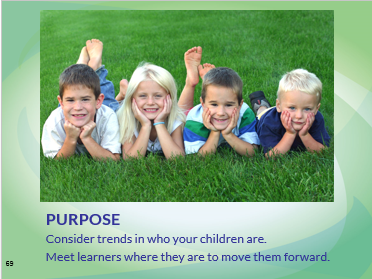 PURPOSE
Consider trends in who your children are.
Meet learners where they are to move them forward.
69